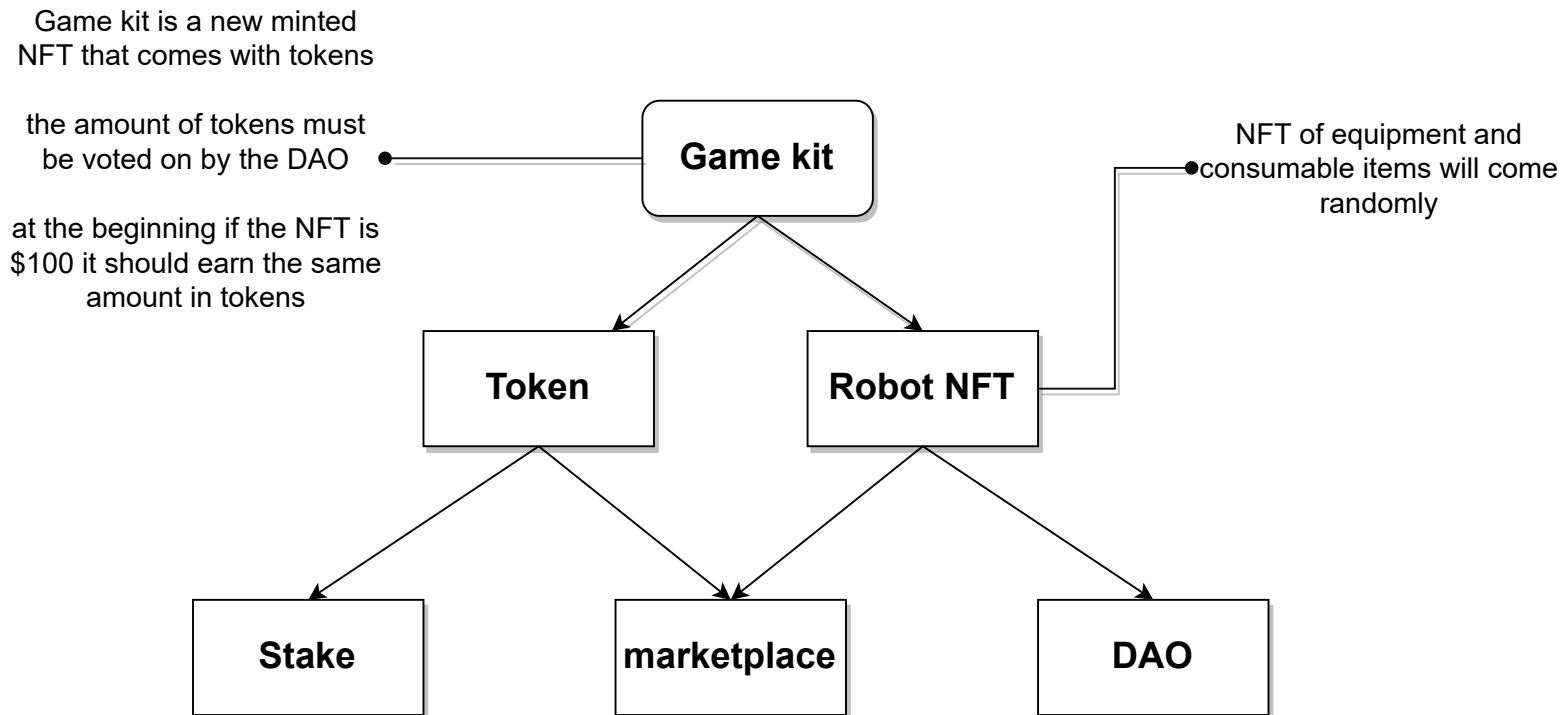 Game kit is a new minted
NFT that comes with tokens
the amount of tokens must
be voted on by the DAO
at the beginning if the NFT is
$100 it should earn the same
amount in tokens
Game kit
NFT of equipment and
consumable items will come
randomly
Token
Robot NFT
Stake
marketplace
DAO